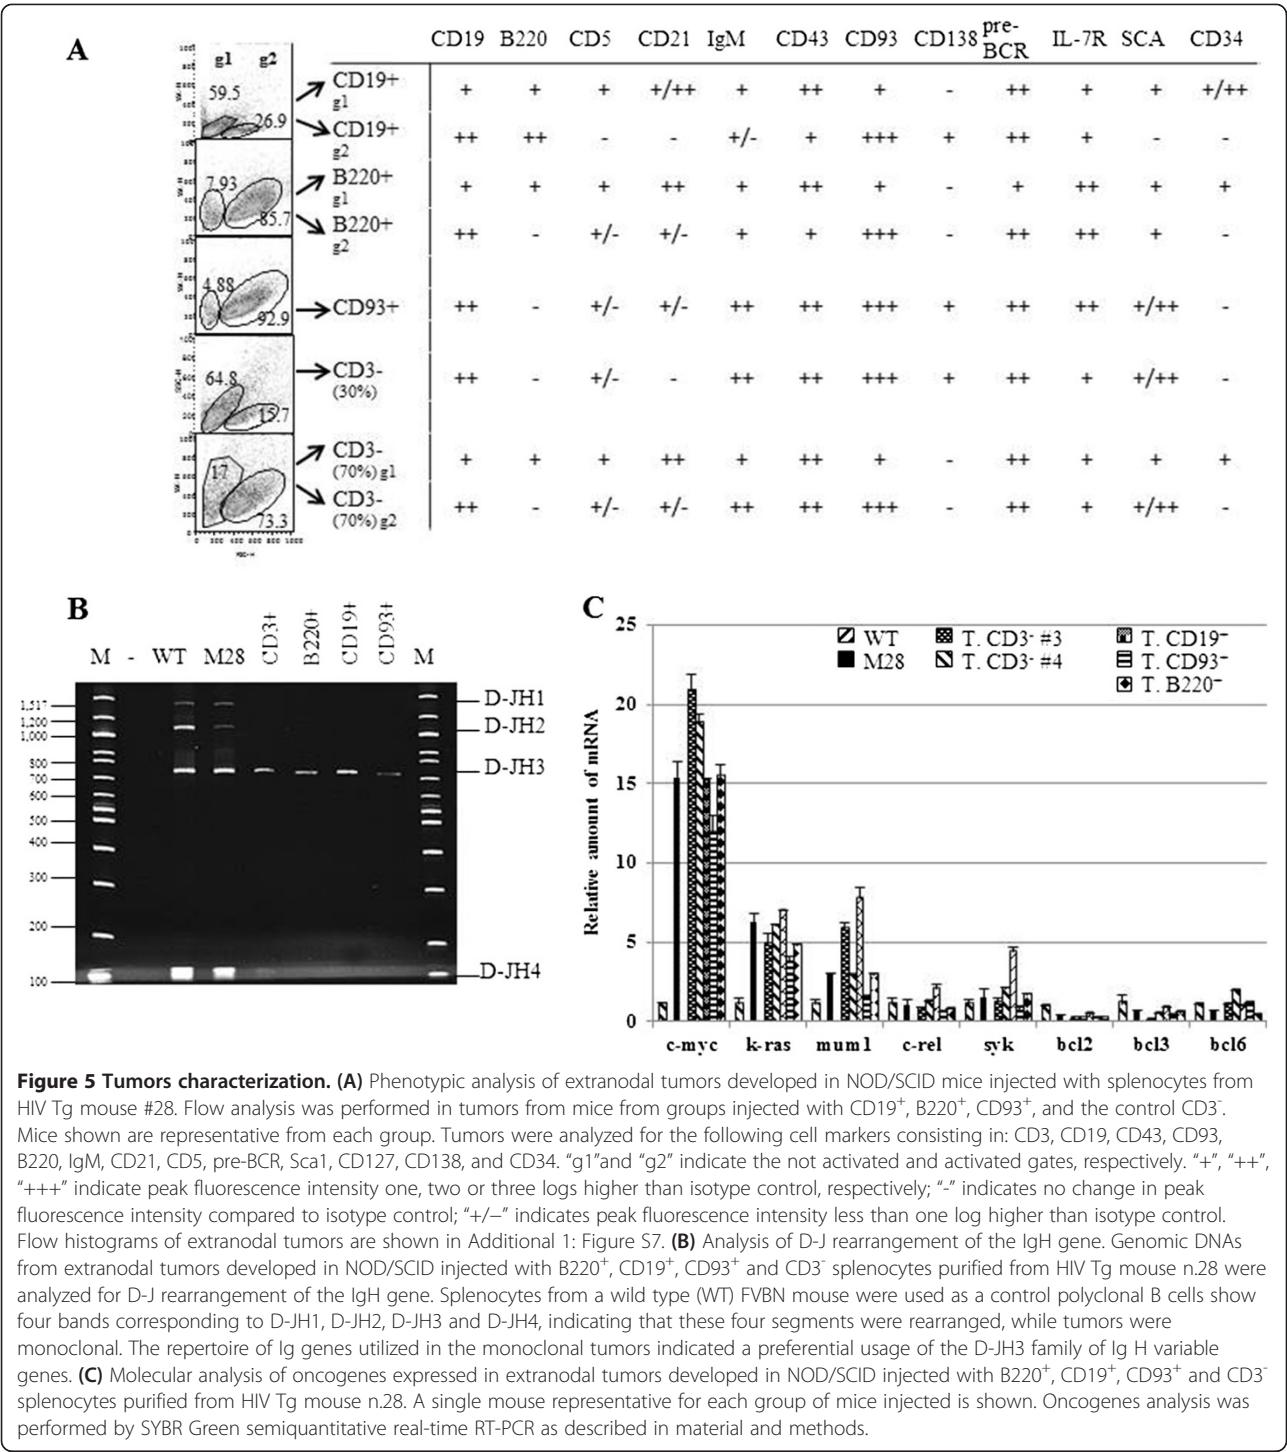 A
CD19 B220 CD5 CD21 IgM CD43 CD93 CD138 pre-BCR IL-7R SCA CD34
g1 g2
59.5
26.9
CD19+ g1 + + + +/++ + ++ + - ++ + + +/++
CD19+ g2 ++ ++ - - +/- + +++ + ++ + - -
7.93
85.7
B220+ g1 + + + ++ + ++ + - + ++ + +
B220+ g2 ++ - +/- +/- + + +++ - ++ ++ + -
4.88
92.9
CD93+ ++ - +/- +/- ++ ++ +++ + ++ ++ +/++ -
64.8
15.7
CD3- (30%) ++ - +/- - ++ ++ +++ + ++ + +/++ -
17
73.3
CD3- (70%) g1 + + + ++ + ++ + - ++ + + +
CD3- (70%) g2 ++ - +/- +/- ++ ++ +++ - ++ + +/++ -
B
M - WT M28 CD3+ B220+ CD19+ CD93+ M
1,517
1,200
1,000
800
700
600
500
400
300
200
100
D-JH1
D-JH2
D-JH3
D-JH4
C
Relative amount of mRNA
25
20
15
10
5
0
WT
M28
T. CD3- #3
T. CD3- #4
T. CD19-
T. CD93-
T. B220-
c-myc k-ras mum1 c-rel syk bcl2 bcl3 bcl6
Figure 5 Tumors characterization. (A) Phenotypic analysis of extranodal tumors developed in NOD/SCID mice injected with splenocytes from
HIV Tg mouse #28. Flow analysis was performed in tumors from mice from groups injected with CD19+, B220+, CD93+, and the control CD3-.
Mice shown are representative from each group. Tumors were analyzed for the following cell markers consisting in: CD3, CD19, CD43, CD93,
B220, IgM, CD21, CD5, pre-BCR, Sca1, CD127, CD138, and CD34. "g1"and "g2" indicate the not activated and activated gates, respectively. "+", "++",
"+++" indicate peak fluorescence intensity one, two or three logs higher than isotype control, respectively; "-" indicates no change in peak
fluorescence intensity compared to isotype control; "+/−" indicates peak fluorescence intensity less than one log higher than isotype control.
Flow histograms of extranodal tumors are shown in Additional 1: Figure S7. (B) Analysis of D-J rearrangement of the IgH gene. Genomic DNAs
from extranodal tumors developed in NOD/SCID injected with B220+, CD19+, CD93+ and CD3- splenocytes purified from HIV Tg mouse n.28 were
analyzed for D-J rearrangement of the IgH gene. Splenocytes from a wild type (WT) FVBN mouse were used as a control polyclonal B cells show
four bands corresponding to D-JH1, D-JH2, D-JH3 and D-JH4, indicating that these four segments were rearranged, while tumors were
monoclonal. The repertoire of Ig genes utilized in the monoclonal tumors indicated a preferential usage of the D-JH3 family of Ig H variable
genes. (C) Molecular analysis of oncogenes expressed in extranodal tumors developed in NOD/SCID injected with B220+, CD19+, CD93+ and CD3-
splenocytes purified from HIV Tg mouse n.28. A single mouse representative for each group of mice injected is shown. Oncogenes analysis was
performed by SYBR Green semiquantitative real-time RT-PCR as described in material and methods.